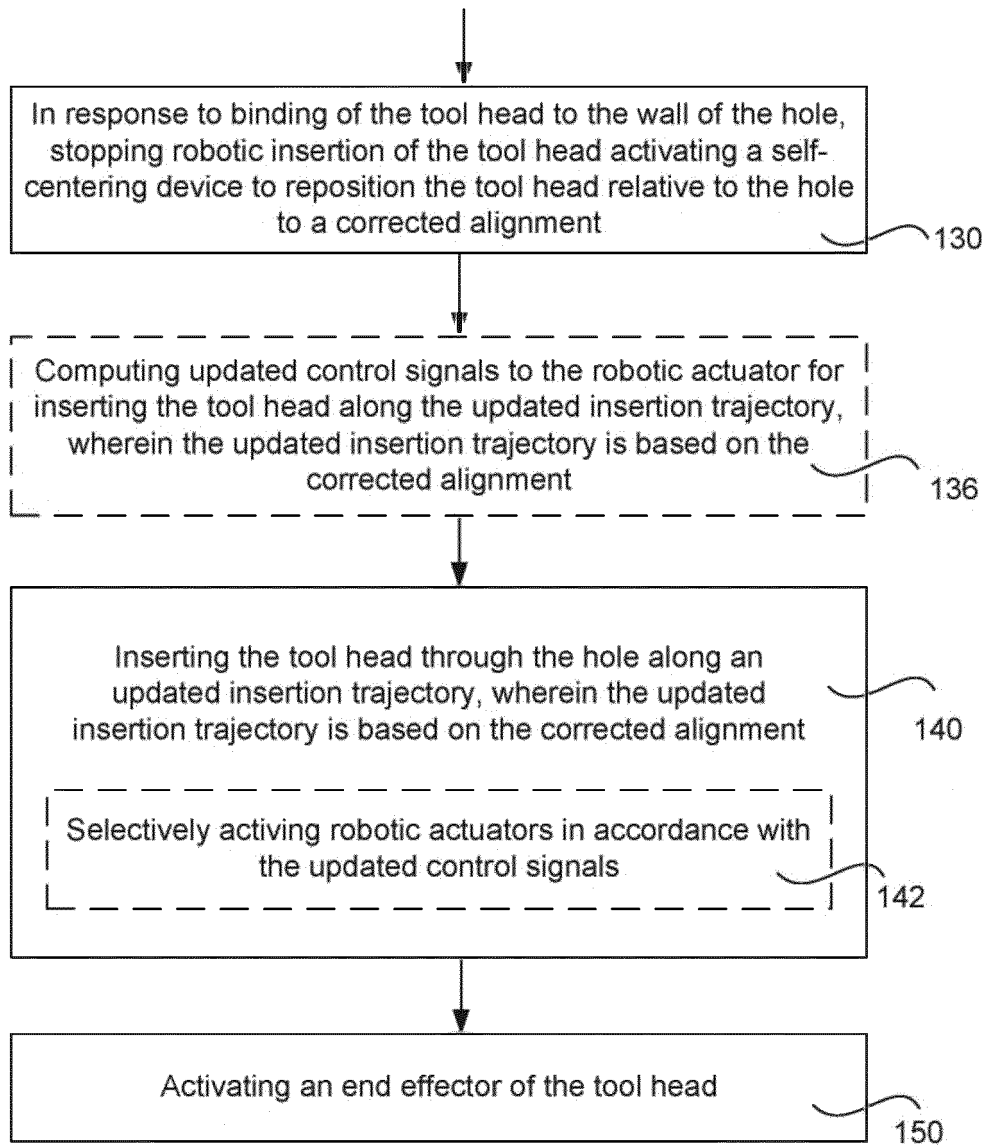 In response to binding of the tool head to the wall of the hole,
stopping robotic insertion of the tool head activating a self-
centering device to reposition the tool head relative to the hole
to a corrected alignment
130
Computing updated control signals to the robotic actuator for
inserting the tool head along the updated insertion trajectory,
wherein the updated insertion trajectory is based on the
corrected alignment
136
Inserting the tool head through the hole along an
updated insertion trajectory, wherein the updated
insertion trajectory is based on the corrected alignment
140
Selectively activing robotic actuators in accordance with
the updated control signals
142
Activating an end effector of the tool head
150